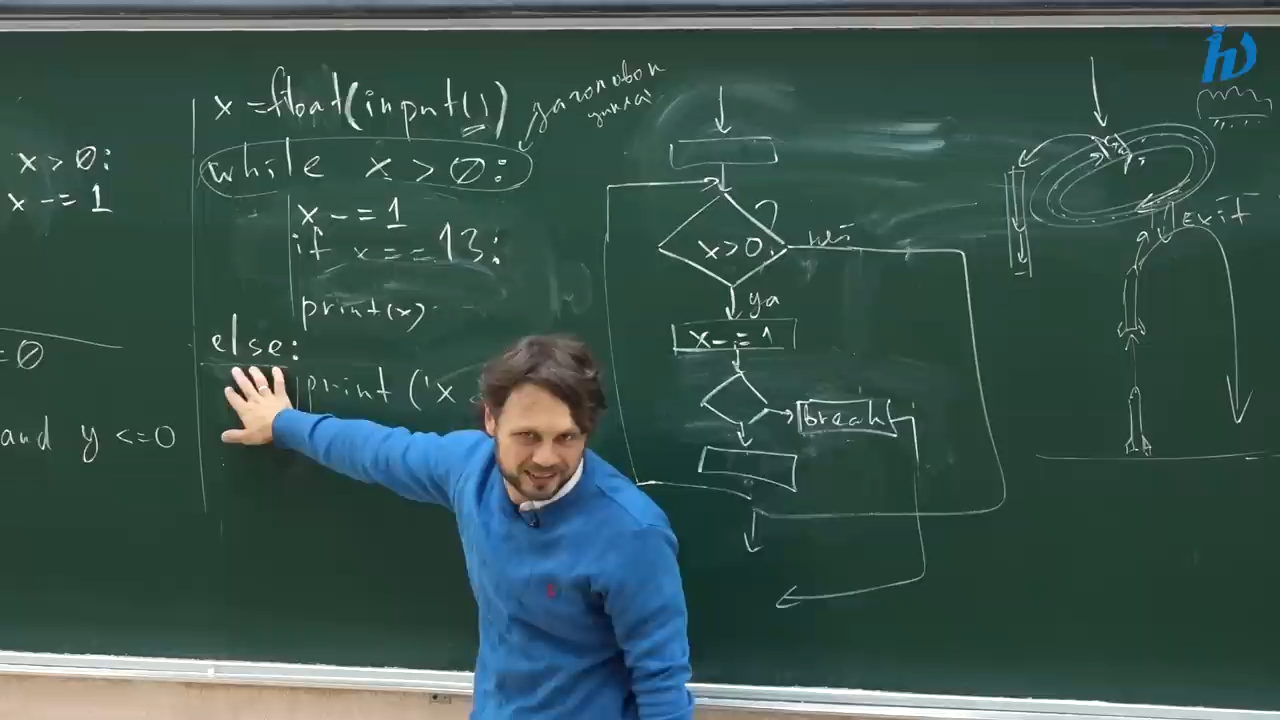 x > 0:
x -= 1
= 0
and y <= 0
x = float(input())
while x > 0:
заголовок
цикла
x -= 1
if x == 13:
print(x)
else:
print ('x
x > 0
?
нет
да
x -= 1
break
exit